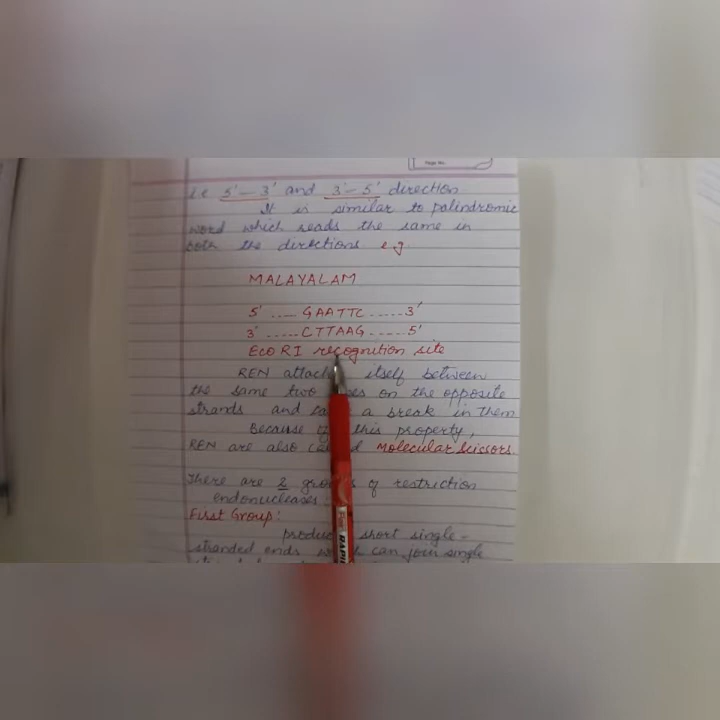 Page No.
i.e 5'-3' and 3'-5' direction
It is similar to palindromic
word which reads the same in
both the directions e.g.
MALAYALAM
5' .... GAATTC .....3'
3' .....CTTAAG .....5'
Eco RI recognition site
REN attach itself between
the same two on the opposite
strands and a break in them
Because this property,
REN are also molecular scissors.
There are 2 of restriction
endonucleases.
First Group:
short single-
stranded ends can join single